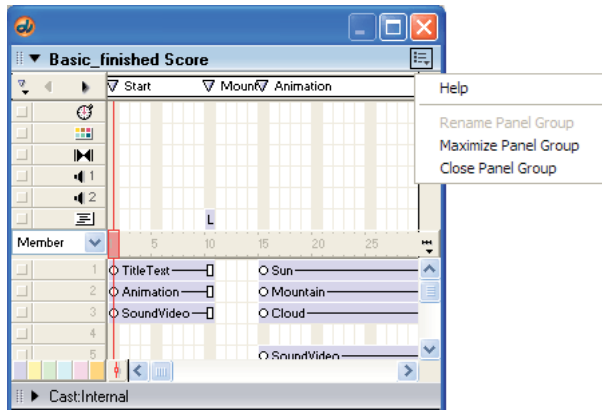 Basic_finished Score
Start Mount Animation
1
2
L
Member 5 10 15 20 25
1 TitleText Sun
2 Animation Mountain
3 SoundVideo Cloud
4
5 SoundVideo
Cast:Internal
Help
Rename Panel Group
Maximize Panel Group
Close Panel Group